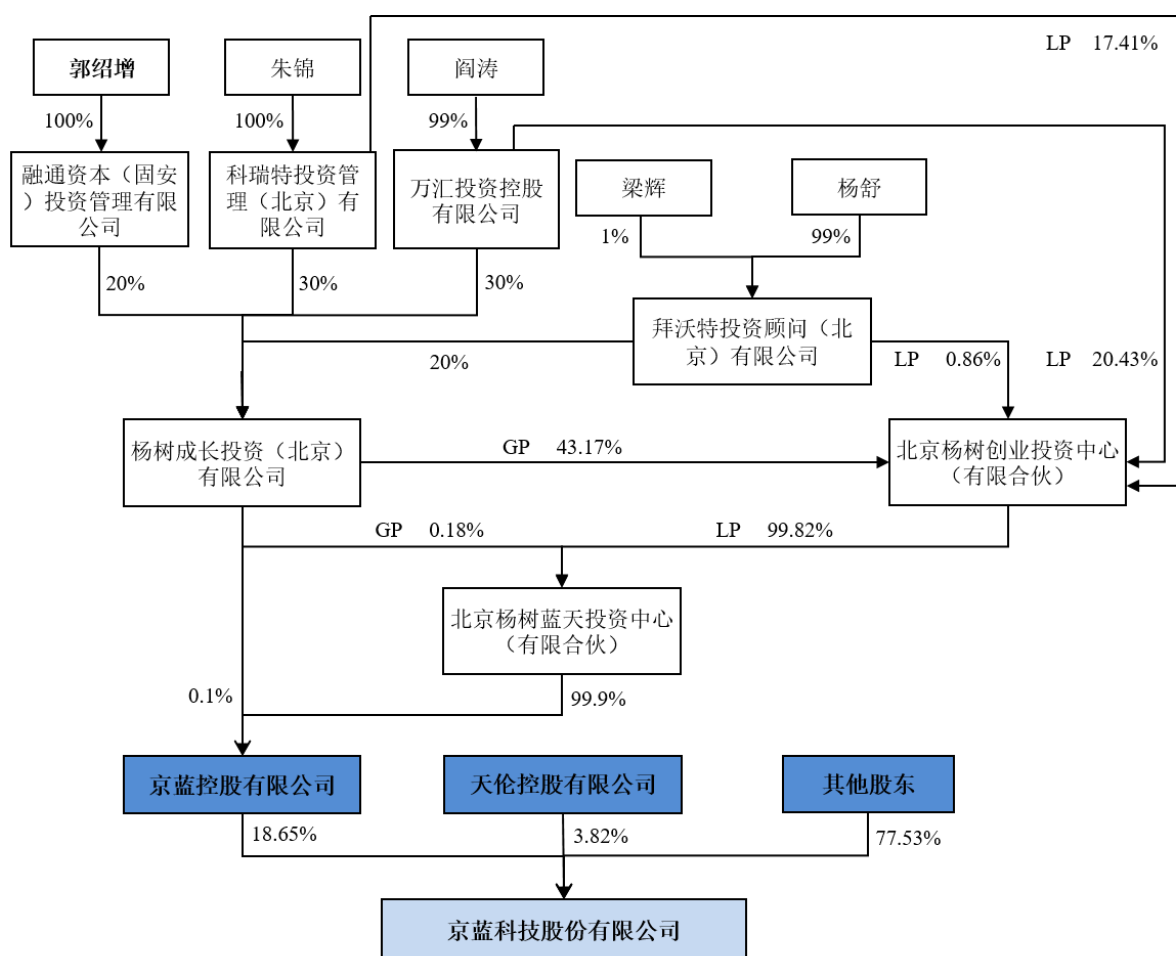 LP 17.41%
郭绍增
朱锦
阎涛
100%
100%
99%
融通资本（固安
）投资管理有限
公司
科瑞特投资管
理（北京）有
限公司
万汇投资控股
有限公司
梁辉
杨舒
1%
99%
20%
30%
30%
拜沃特投资顾问（北
京）有限公司
20%
LP 0.86%
LP 20.43%
杨树成长投资（北京）
有限公司
GP 43.17%
北京杨树创业投资中心
（有限合伙）
GP 0.18%
LP 99.82%
北京杨树蓝天投资中心
（有限合伙）
0.1%
99.9%
京蓝控股有限公司
天伦控股有限公司
其他股东
18.65%
3.82%
77.53%
京蓝科技股份有限公司